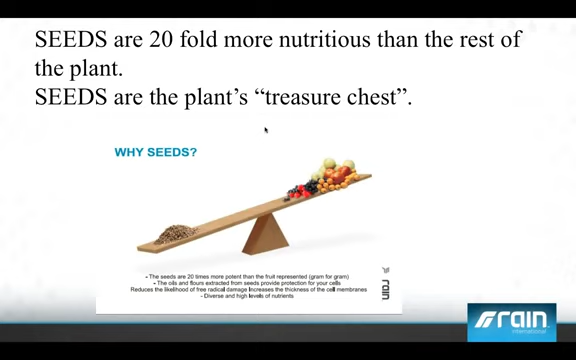 SEEDS are 20 fold more nutritious than the rest of
the plant.
SEEDS are the plant's “treasure chest”.
WHY SEEDS?
- The seeds are 20 times more potent than the fruit represented (gram for gram)
- The oils and flours extracted from seeds provide protection for your cells
Reduces the likelihood of free radical damage Increases the thickness of the cell membranes
- Diverse and high levels of nutrients
rain
rain
international